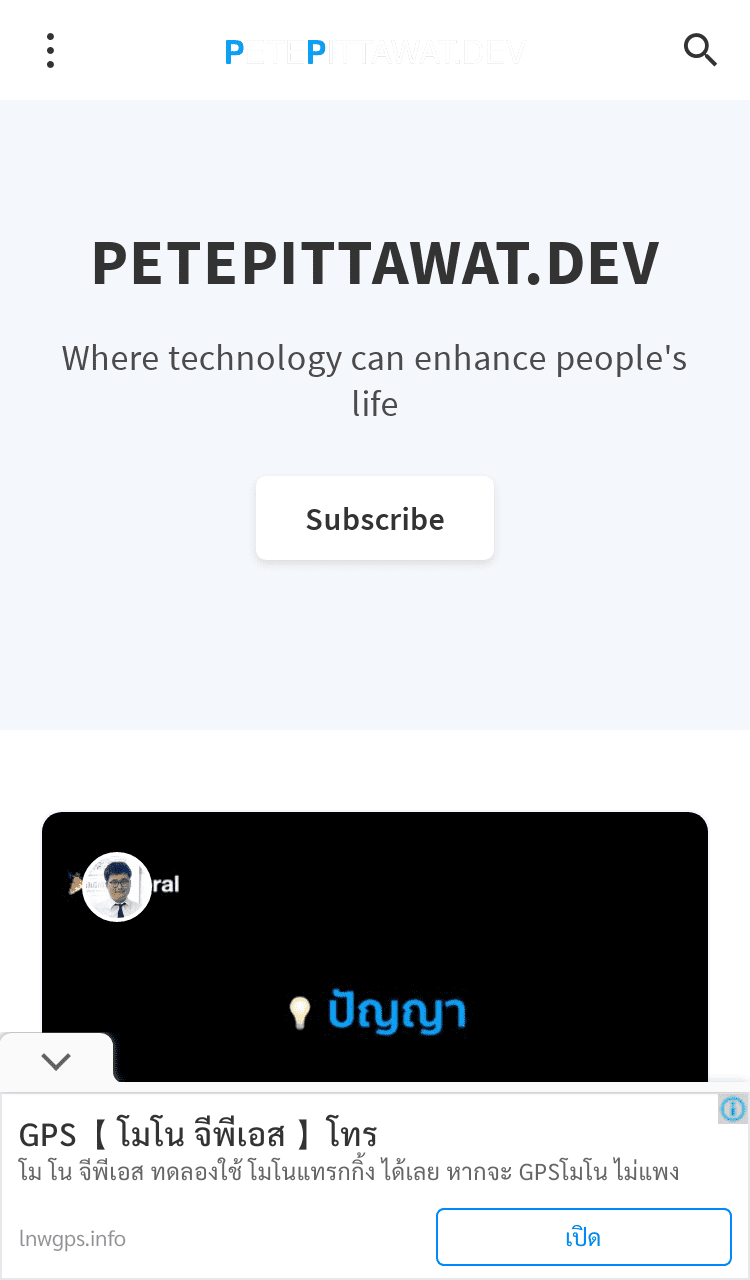 PETEPITTAWAT.DEV
PETEPITTAWAT.DEV
Where technology can enhance people's
life
Subscribe
ral
ปัญญา
GPS【 โมโน จีพีเอส 】โทร
โม โน จีพีเอส ทดลองใช้ โมโนแทรกกิ้ง ได้เลย หากจะ GPSโมโน ไม่แพง
lnwgps.info
เปิด